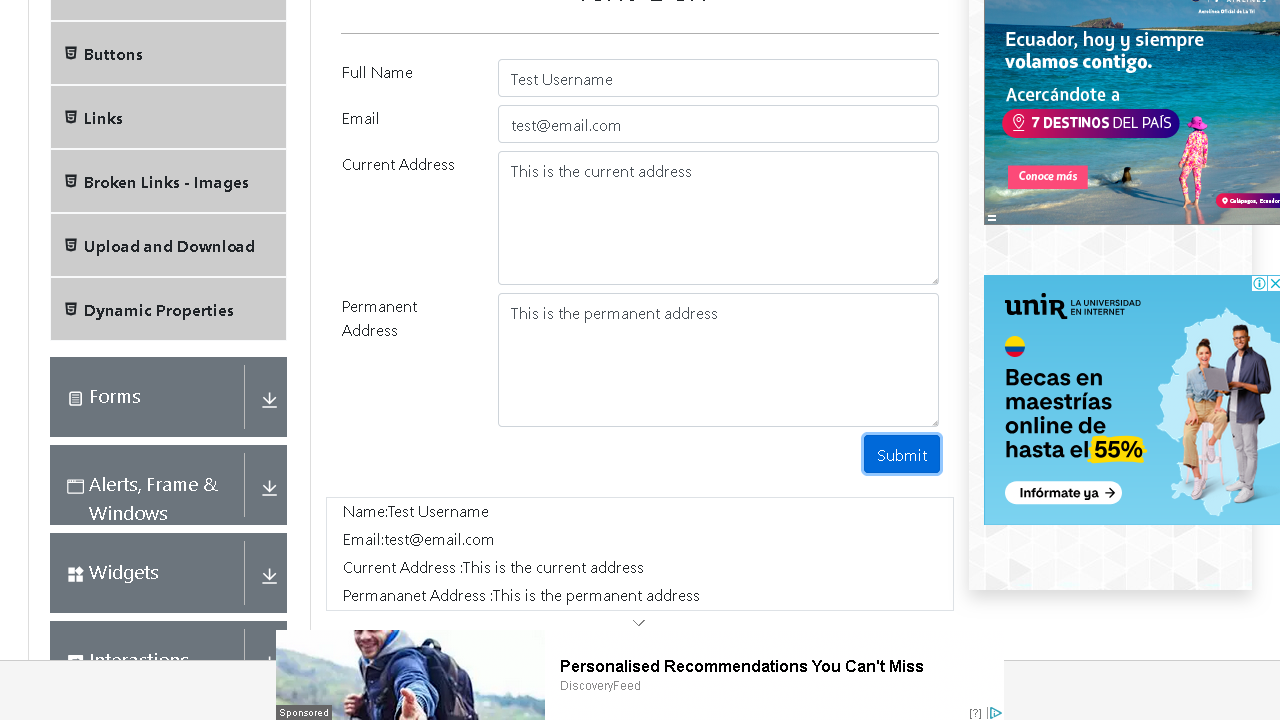 Buttons
Links
Broken Links - Images
Upload and Download
Dynamic Properties
Forms
Alerts, Frame &
Windows
Widgets
Interactions
Full Name
Test Username
Email
test@email.com
Current Address
This is the current address
Permanent
Address
This is the permanent address
Submit
Name:Test Username
Email:test@email.com
Current Address :This is the current address
Permananet Address :This is the permanent address
Ecuador, hoy y siempre
volamos contigo.
Acercándote a
7 DESTINOS DEL PAÍS
Conoce más
Galápagos, Ecuador
unir LA UNIVERSIDAD
EN INTERNET
Becas en
maestrías
online de
hasta el 55%
Infórmate ya
Sponsored
Personalised Recommendations You Can't Miss
DiscoveryFeed
[?]